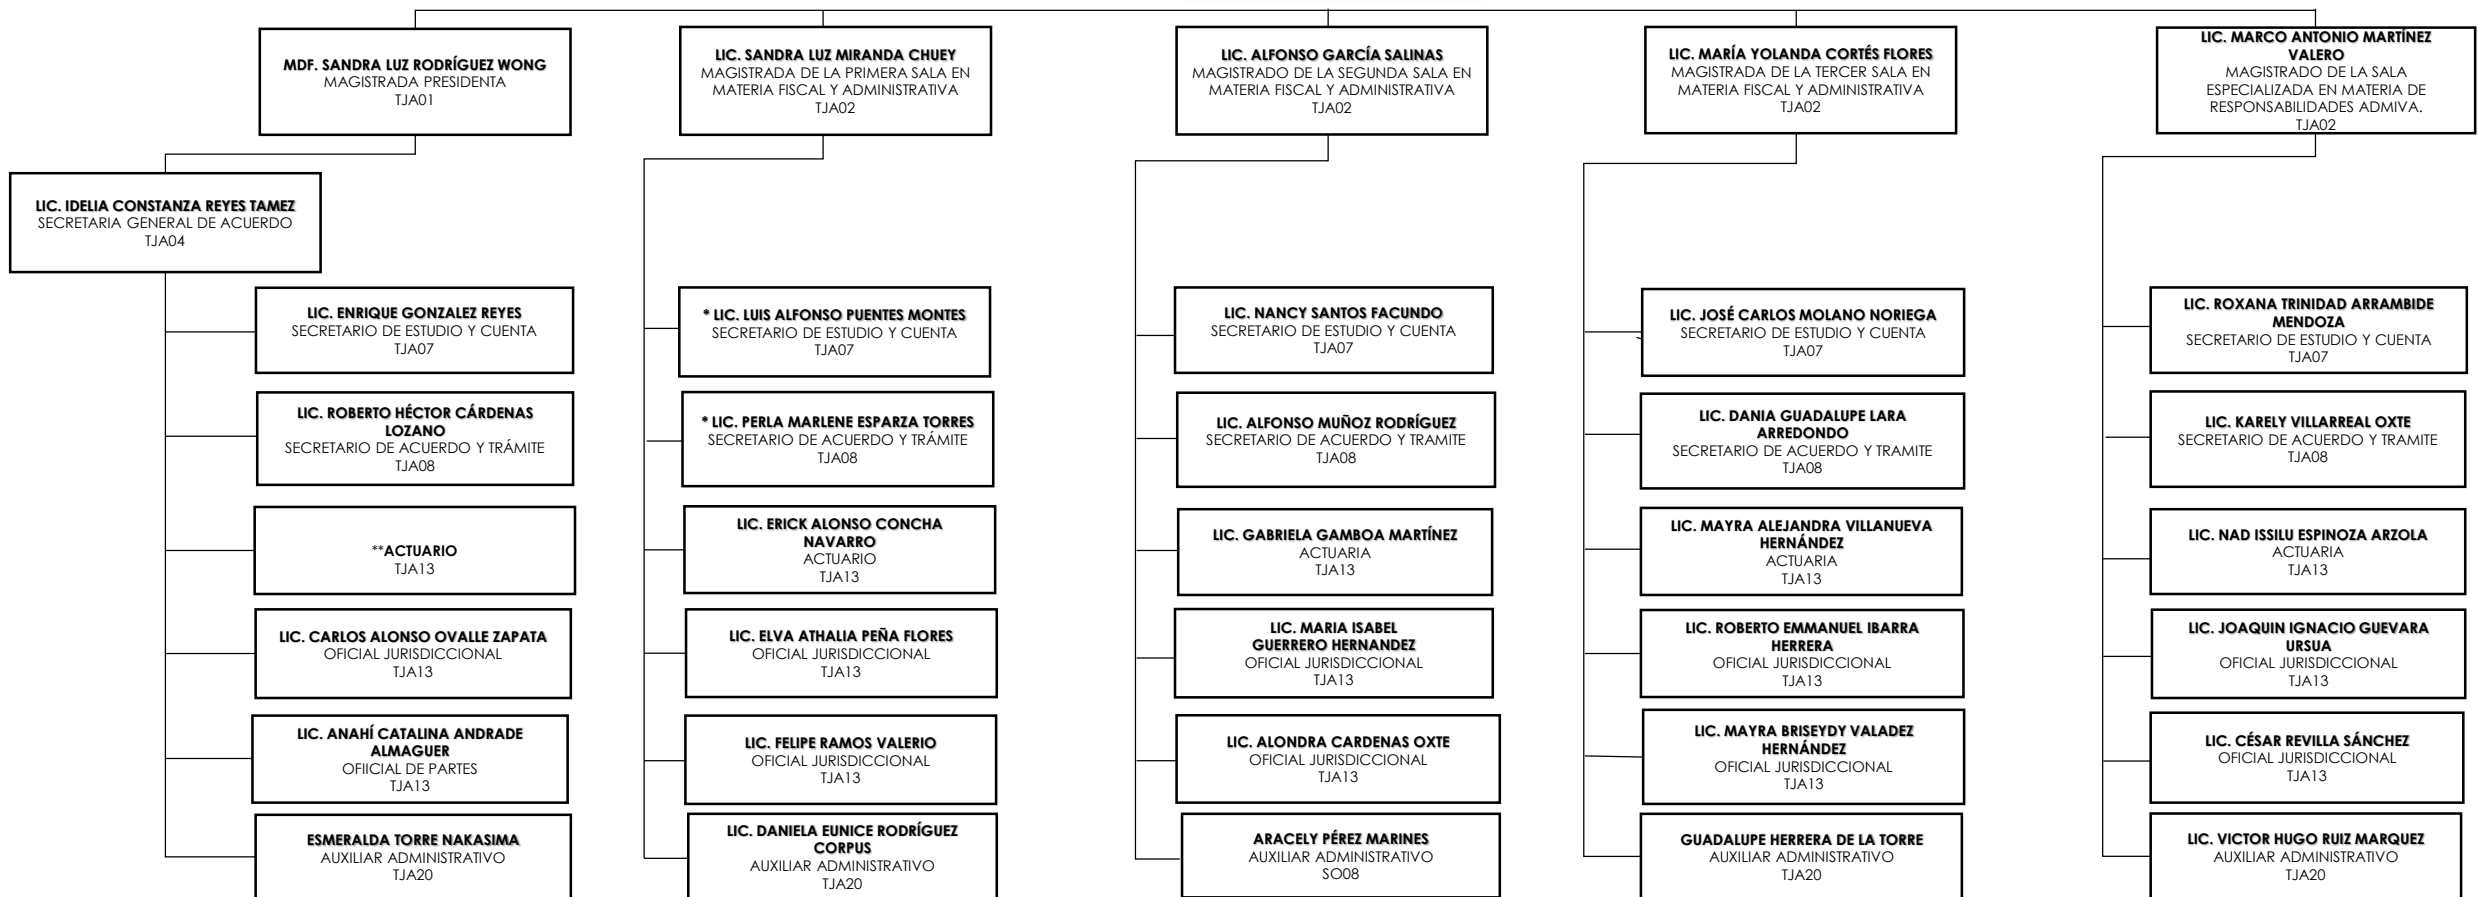 MDF. SANDRA LUZ RODRÍGUEZ WONG
MAGISTRADA PRESIDENTA
TJA01
LIC. SANDRA LUZ MIRANDA CHUEY
MAGISTRADA DE LA PRIMERA SALA EN
MATERIA FISCAL Y ADMINISTRATIVA
TJA02
LIC. ALFONSO GARCÍA SALINAS
MAGISTRADO DE LA SEGUNDA SALA EN
MATERIA FISCAL Y ADMINISTRATIVA
TJA02
LIC. MARÍA YOLANDA CORTÉS FLORES
MAGISTRADA DE LA TERCER SALA EN
MATERIA FISCAL Y ADMINISTRATIVA
TJA02
LIC. MARCO ANTONIO MARTÍNEZ
VALERO
MAGISTRADO DE LA SALA
ESPECIALIZADA EN MATERIA DE
RESPONSABILIDADES ADMIVA.
TJA02
LIC. IDELIA CONSTANZA REYES TAMEZ
SECRETARIA GENERAL DE ACUERDO
TJA04
LIC. ENRIQUE GONZALEZ REYES
SECRETARIO DE ESTUDIO Y CUENTA
TJA07
* LIC. LUIS ALFONSO PUENTES MONTES
SECRETARIO DE ESTUDIO Y CUENTA
TJA07
LIC. NANCY SANTOS FACUNDO
SECRETARIO DE ESTUDIO Y CUENTA
TJA07
LIC. JOSÉ CARLOS MOLANO NORIEGA
SECRETARIO DE ESTUDIO Y CUENTA
TJA07
LIC. ROXANA TRINIDAD ARRAMBIDE
MENDOZA
SECRETARIO DE ESTUDIO Y CUENTA
TJA07
LIC. ROBERTO HÉCTOR CÁRDENAS
LOZANO
SECRETARIO DE ACUERDO Y TRÁMITE
TJA08
* LIC. PERLA MARLENE ESPARZA TORRES
SECRETARIO DE ACUERDO Y TRÁMITE
TJA08
LIC. ALFONSO MUÑOZ RODRÍGUEZ
SECRETARIO DE ACUERDO Y TRAMITE
TJA08
LIC. DANIA GUADALUPE LARA
ARREDONDO
SECRETARIO DE ACUERDO Y TRAMITE
TJA08
LIC. KARELY VILLARREAL OXTE
SECRETARIO DE ACUERDO Y TRAMITE
TJA08
**ACTUARIO
TJA13
LIC. ERICK ALONSO CONCHA
NAVARRO
ACTUARIO
TJA13
LIC. GABRIELA GAMBOA MARTÍNEZ
ACTUARIA
TJA13
LIC. MAYRA ALEJANDRA VILLANUEVA
HERNÁNDEZ
ACTUARIA
TJA13
LIC. NAD ISSILU ESPINOZA ARZOLA
ACTUARIA
TJA13
LIC. CARLOS ALONSO OVALLE ZAPATA
OFICIAL JURISDICCIONAL
TJA13
LIC. ELVA ATHALIA PEÑA FLORES
OFICIAL JURISDICCIONAL
TJA13
LIC. MARIA ISABEL
GUERRERO HERNANDEZ
OFICIAL JURISDICCIONAL
TJA13
LIC. ROBERTO EMMANUEL IBARRA
HERRERA
OFICIAL JURISDICCIONAL
TJA13
LIC. JOAQUIN IGNACIO GUEVARA
URSUA
OFICIAL JURISDICCIONAL
TJA13
LIC. ANAHÍ CATALINA ANDRADE
ALMAGUER
OFIICIAL DE PARTES
TJA13
LIC. FELIPE RAMOS VALERIO
OFICIAL JURISDICCIONAL
TJA13
LIC. ALONDRA CARDENAS OXTE
OFICIAL JURISDICCIONAL
TJA13
LIC. MAYRA BRISEYDY VALADEZ
HERNÁNDEZ
OFICIAL JURISDICCIONAL
TJA13
LIC. CÉSAR REVILLA SÁNCHEZ
OFICIAL JURISDICCIONAL
TJA13
ESMERALDA TORRE NAKASIMA
AUXILIAR ADMINISTRATIVO
TJA20
LIC. DANIELA EUNICE RODRÍGUEZ
CORPUS
AUXILIAR ADMINISTRATIVO
TJA20
ARACELY PÉREZ MARINES
AUXILIAR ADMINISTRATIVO
SO08
GUADALUPE HERRERA DE LA TORRE
AUXILIAR ADMINISTRATIVO
TJA20
LIC. VICTOR HUGO RUIZ MARQUEZ
AUXILIAR ADMINISTRATIVO
TJA20